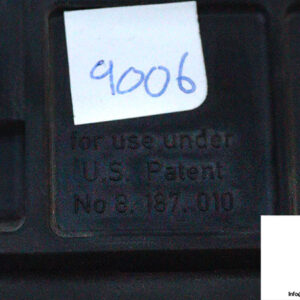 9006
for use under
U.S. Patent
No 3. 187. 010